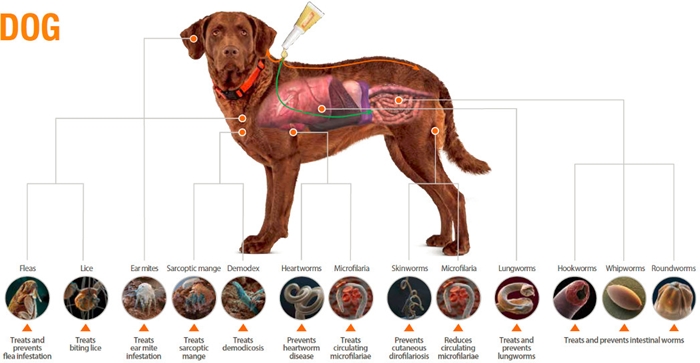 DOG
Fleas
Lice
Ear mites
Sarcoptic mange
Demodex
Heartworms
Microfilaria
Skinworms
Microfilaria
Lungworms
Hookworms
Whipworms
Roundworms
Treats and
prevents
flea infestation
Treats
biting lice
Treats
ear mite
infestation
Treats
sarcoptic
mange
Treats
demodicosis
Prevents
heartworm
disease
Treats
circulating
microfilariae
Prevents
cutaneous
dirofilariosis
Reduces
circulating
microfilariae
Treats and
prevents
lungworms
Treats and prevents intestinal worms